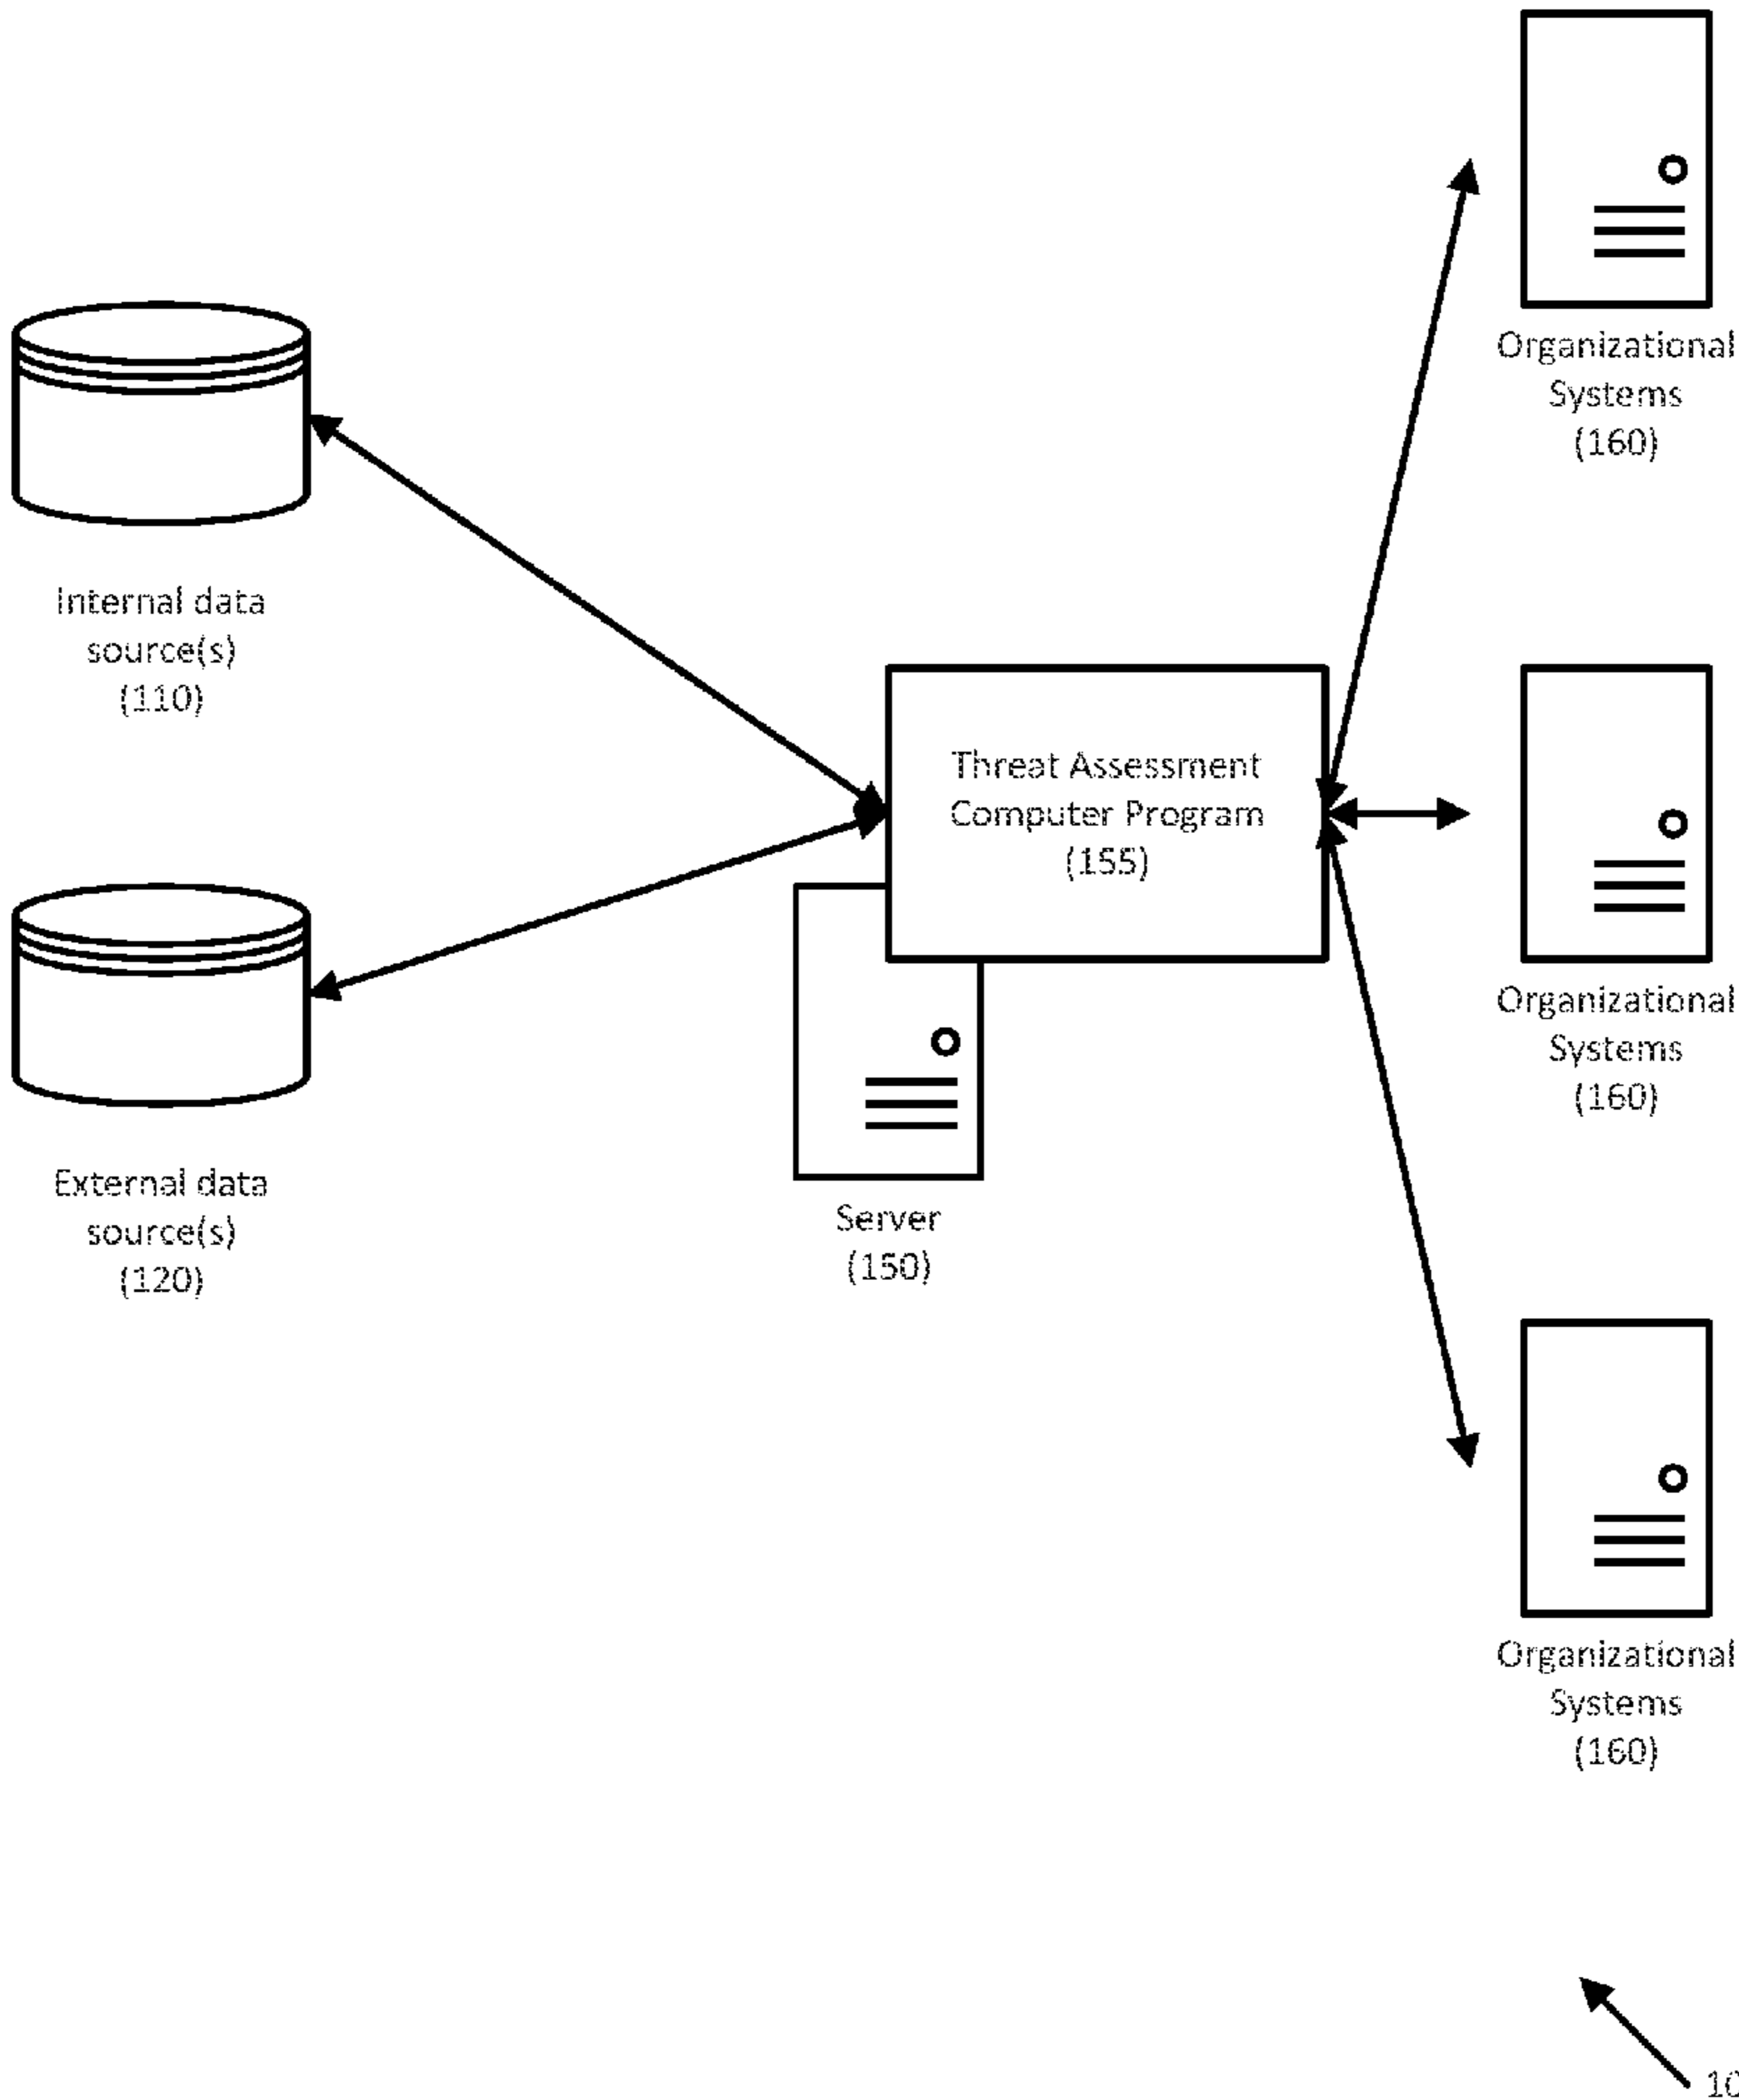 Organizational
Systems
(160)
Internal data
source(s)
(110)
Threat Assessment
Computer Program
(155)
Organizational
Systems
(160)
External data
source(s)
(120)
Server
(150)
Organizational
Systems
(160)
10